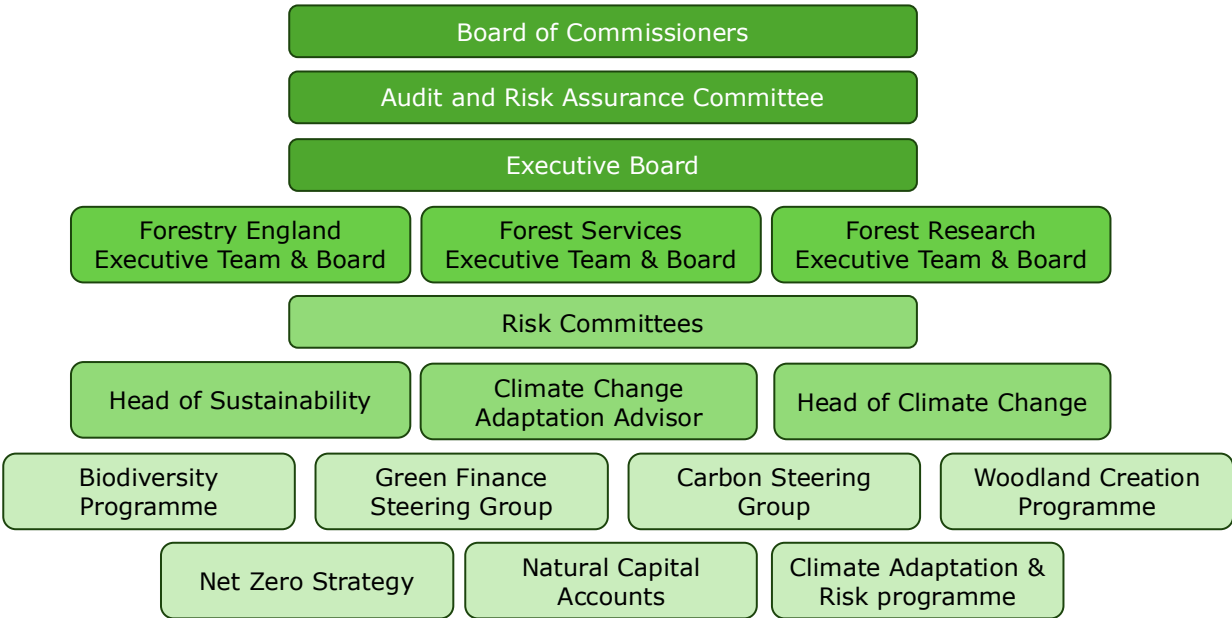 Board of Commissioners
Audit and Risk Assurance Committee
Executive Board
Forestry England
Executive Team & Board
Forest Services
Executive Team & Board
Forest Research
Executive Team & Board
Risk Committees
Head of Sustainability
Climate Change
Adaptation Advisor
Head of Climate Change
Biodiversity
Programme
Green Finance
Steering Group
Carbon Steering
Group
Woodland Creation
Programme
Net Zero Strategy
Natural Capital
Accounts
Climate Adaptation &
Risk programme